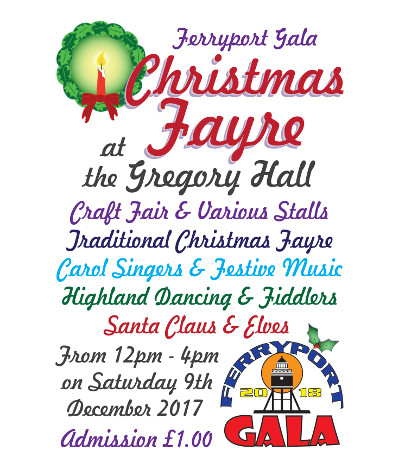 Ferryport Gala
Christmas
Fayre
at
the Gregory Hall
Craft Fair & Various Stalls
Traditional Christmas Fayre
Carol Singers & Festive Music
Highland Dancing & Fiddlers
Santa Claus & Elves
From 12pm - 4pm
on Saturday 9th
December 2017
Admission £1.00
FERRYPORT
2018
GALA